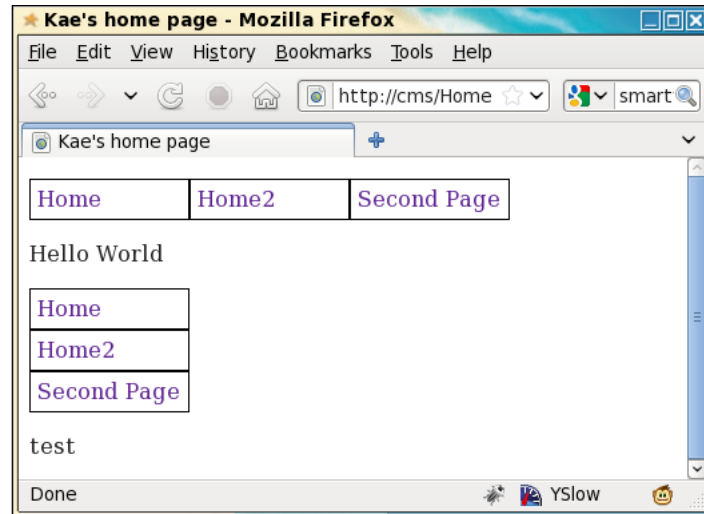 Kae's home page - Mozilla Firefox
File Edit View History Bookmarks Tools Help
http://cms/Home smart
Kae's home page
Home Home2 Second Page
Hello World
Home
Home2
Second Page
test
Done YSlow